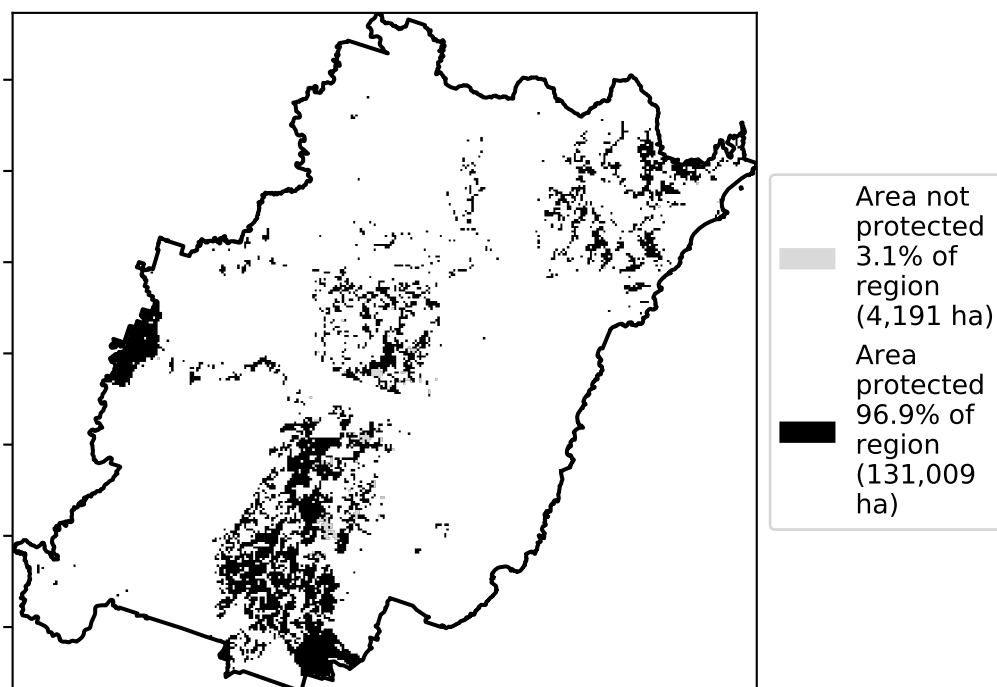 Area not
protected
3.1% of
region
(4,191 ha)
Area
protected
96.9% of
region
(131,009
ha)